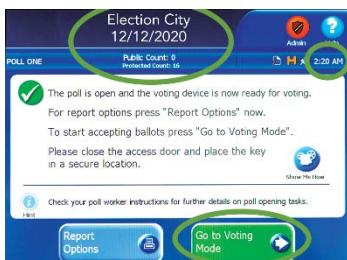 Election City
12/12/2020
Admin
POLL ONE
Public Count: 0
Protected Count: 16
2:20 AM
The poll is open and the voting device is now ready for voting.
For report options press "Report Options" now.
To start accepting ballots press "Go to Voting Mode".
Please close the access door and place the key
in a secure location.
Show Me How
Hint
Check your poll worker instructions for further details on poll opening tasks.
Report
Options
Go to Voting
Mode